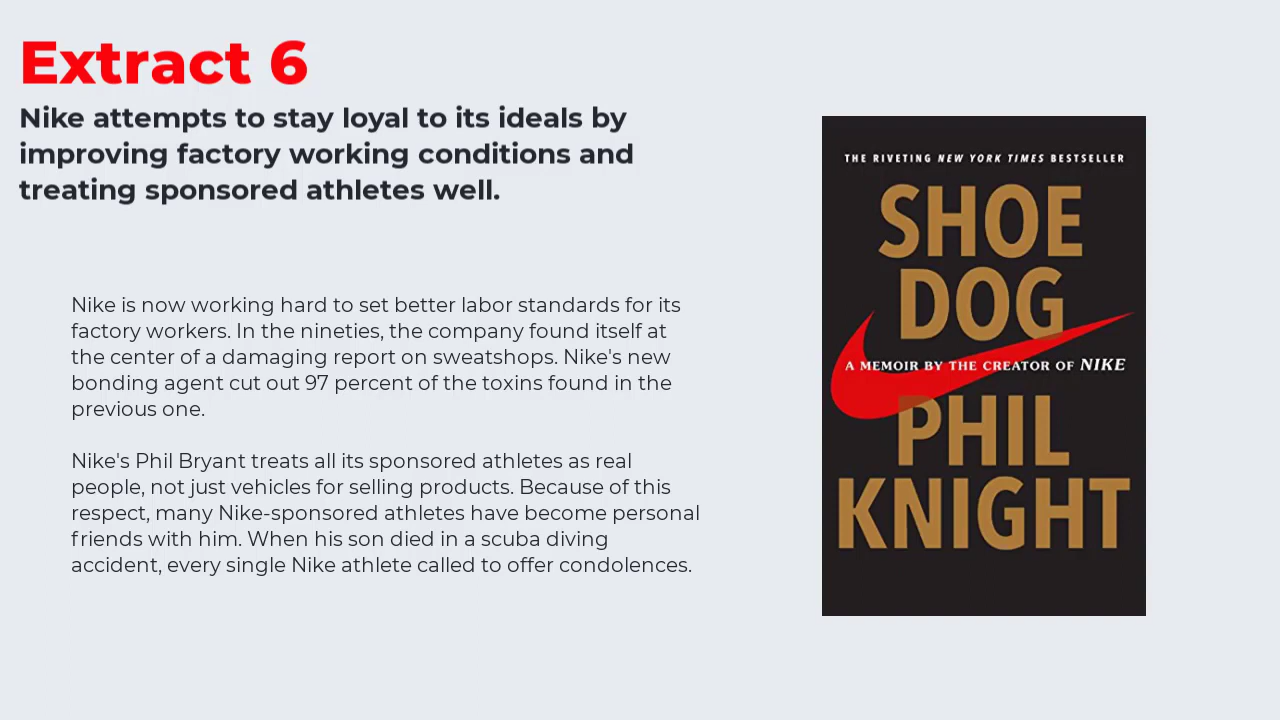 Extract 6
Nike attempts to stay loyal to its ideals by
improving factory working conditions and
treating sponsored athletes well.
Nike is now working hard to set better labor standards for its
factory workers. In the nineties, the company found itself at
the center of a damaging report on sweatshops. Nike's new
bonding agent cut out 97 percent of the toxins found in the
previous one.
Nike's Phil Bryant treats all its sponsored athletes as real
people, not just vehicles for selling products. Because of this
respect, many Nike-sponsored athletes have become personal
friends with him. When his son died in a scuba diving
accident, every single Nike athlete called to offer condolences.
THE RIVETING NEW YORK TIMES BESTSELLER
SHOE
DOG
A MEMOIR BY THE CREATOR OF NIKE
PHIL
KNIGHT